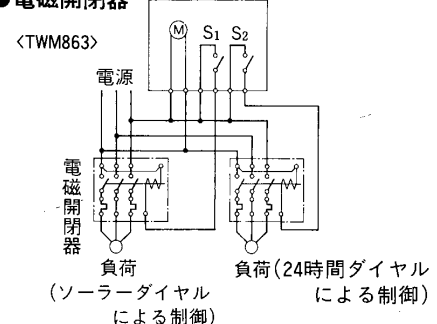 ●電磁開閉器
〈TWM863〉
M
S1 S2
電源
電磁開閉器
負荷
(ソーラーダイヤル
による制御)
負荷(24時間ダイヤル
による制御)